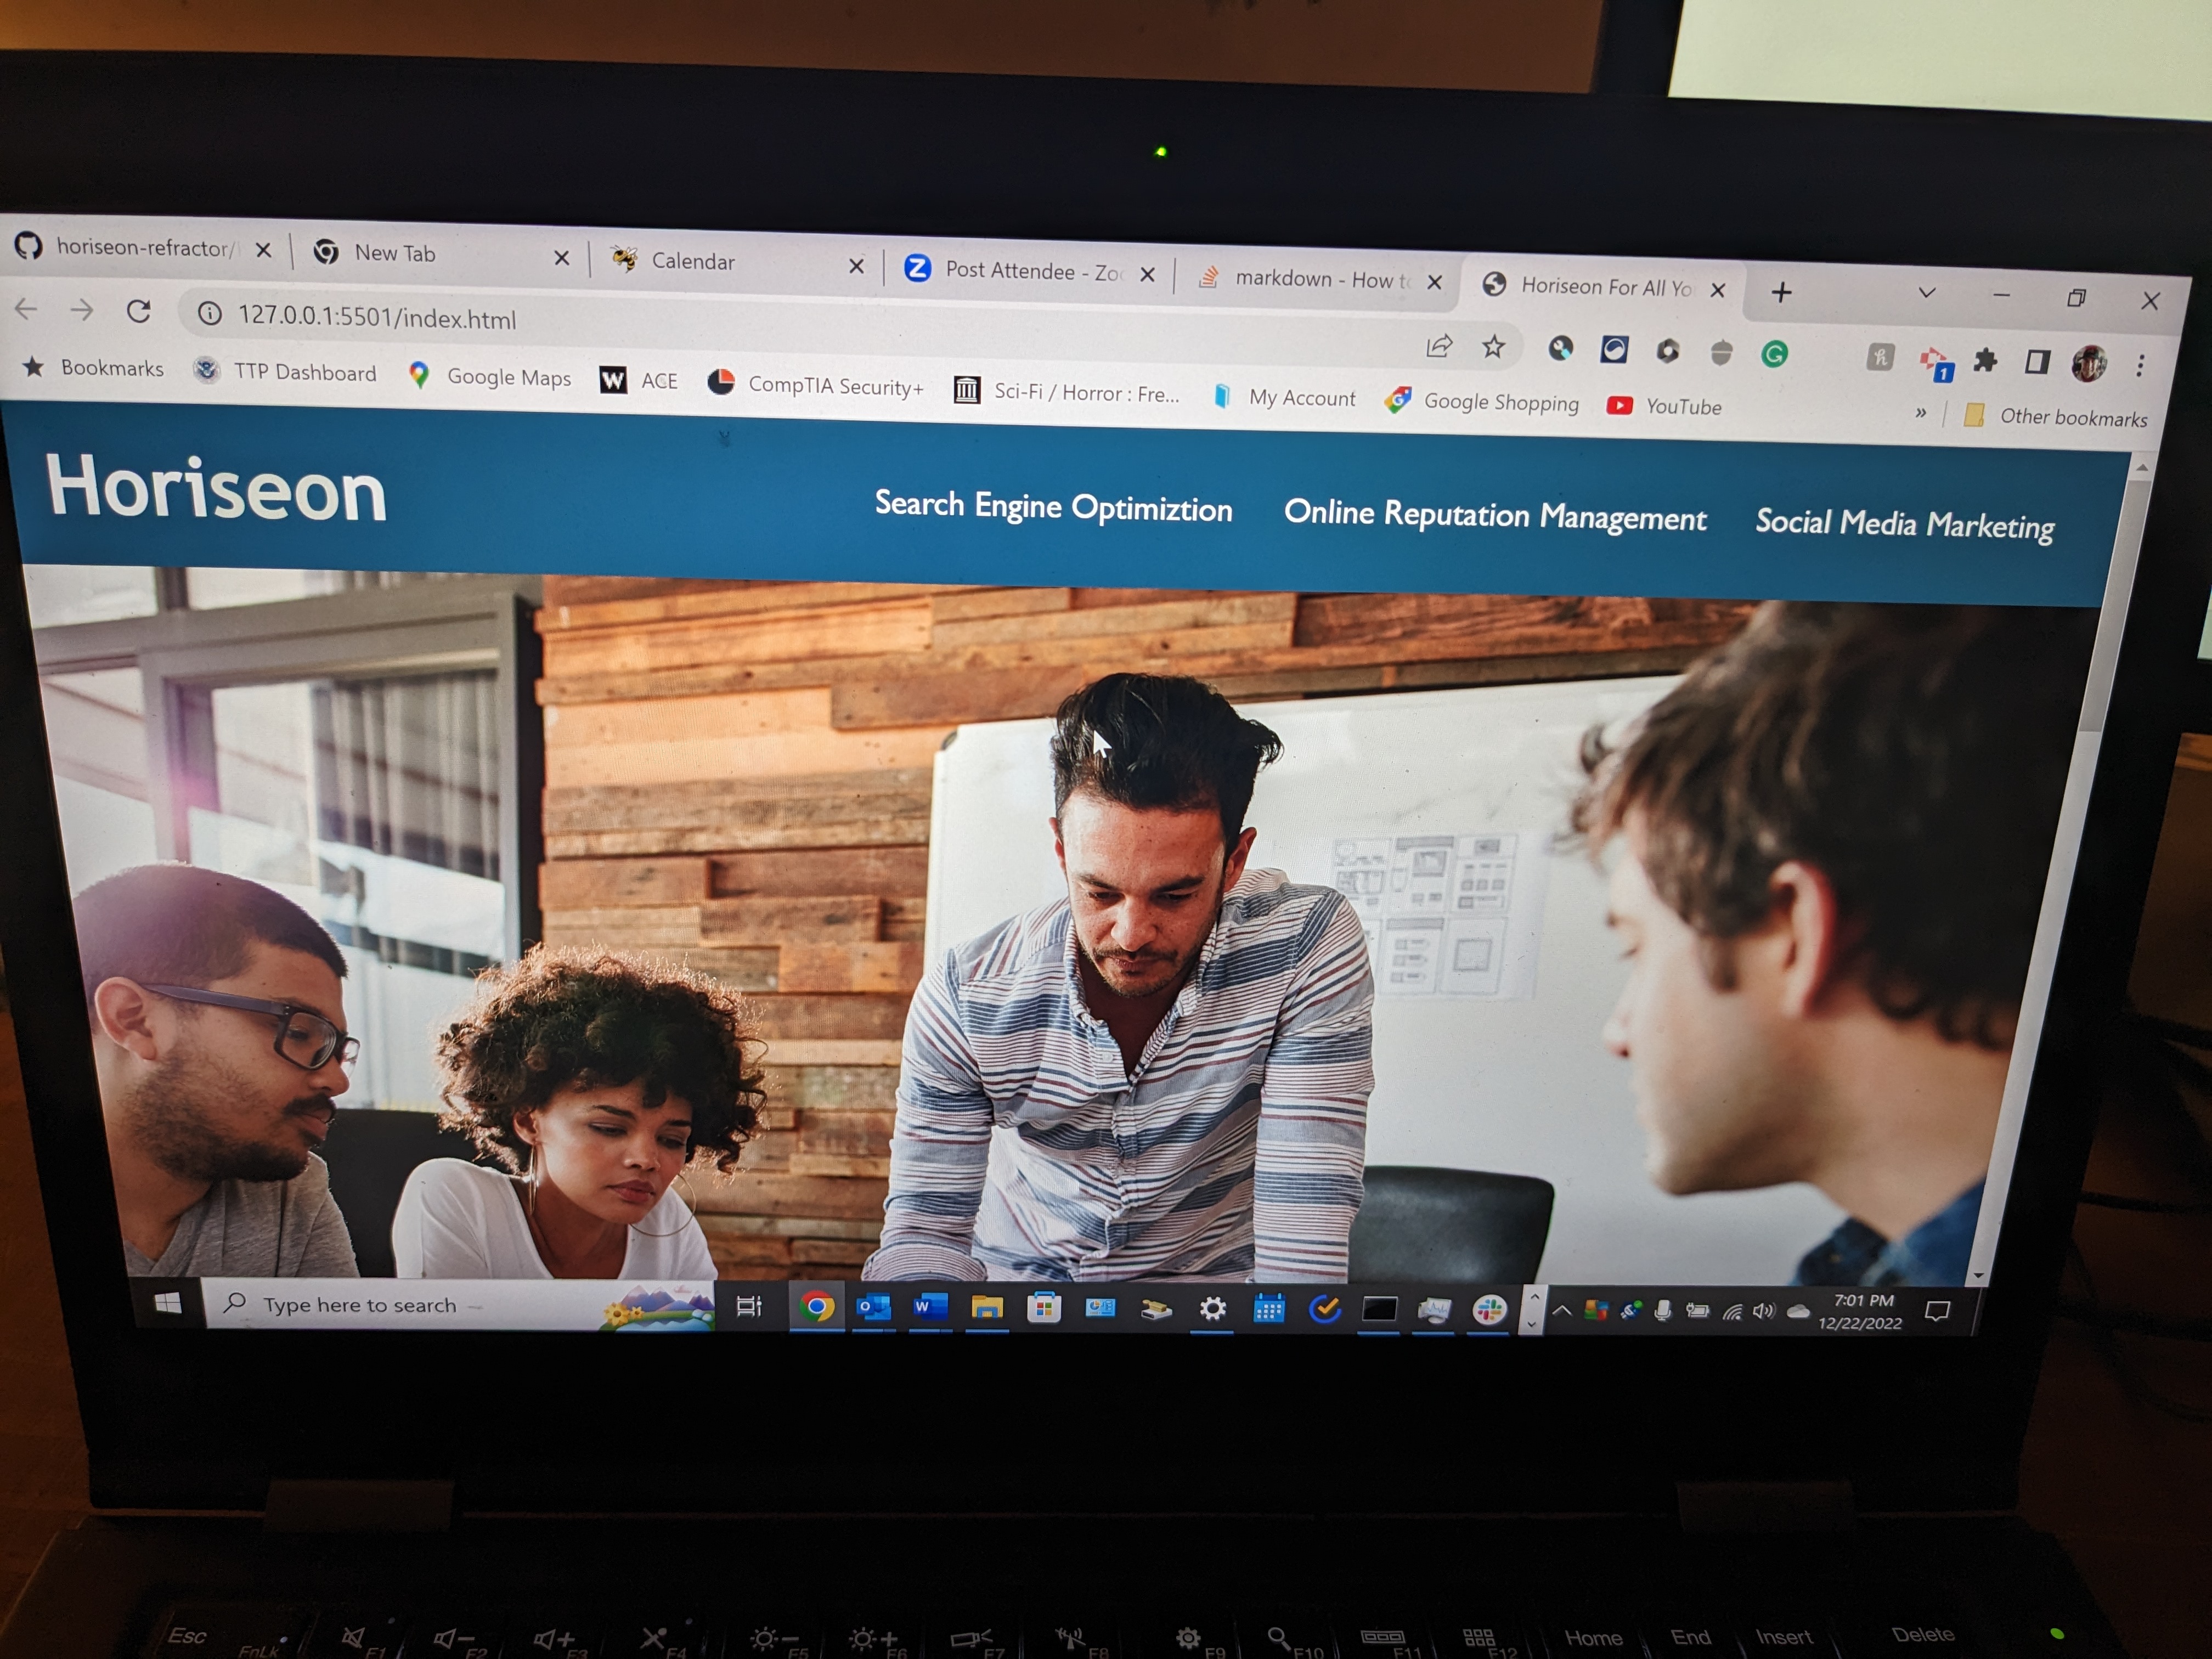 horiseon-refractor/
New Tab
Calendar
Post Attendee - Zoo
markdown - How to
Horiseon For All Yo
127.0.0.1:5501/index.html
Bookmarks
TTP Dashboard
Google Maps
W
ACE
CompTIA Security+
Sci-Fi / Horror : Fre...
My Account
Google Shopping
YouTube
»
Other bookmarks
Horiseon
Search Engine Optimiztion
Online Reputation Management
Social Media Marketing
Type here to search
7:01 PM
12/22/2022
Esc
FnLk
F1
F2
F3
F4
F5
F6
F7
F8
F9
F10
F11
F12
Home
End
Insert
Delete